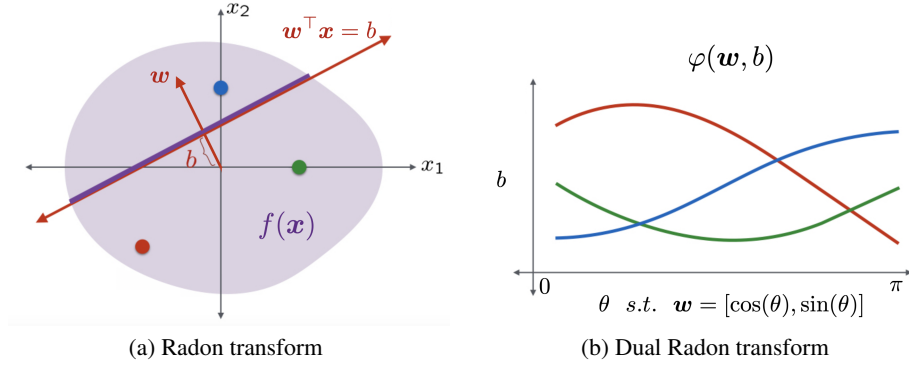 x₂
𝒘⊤𝒙 = b
𝒘
b
x₁
f(𝒙)
(a) Radon transform
φ(𝒘, b)
b
0
π
θ s.t. 𝒘 = [cos(θ), sin(θ)]
(b) Dual Radon transform